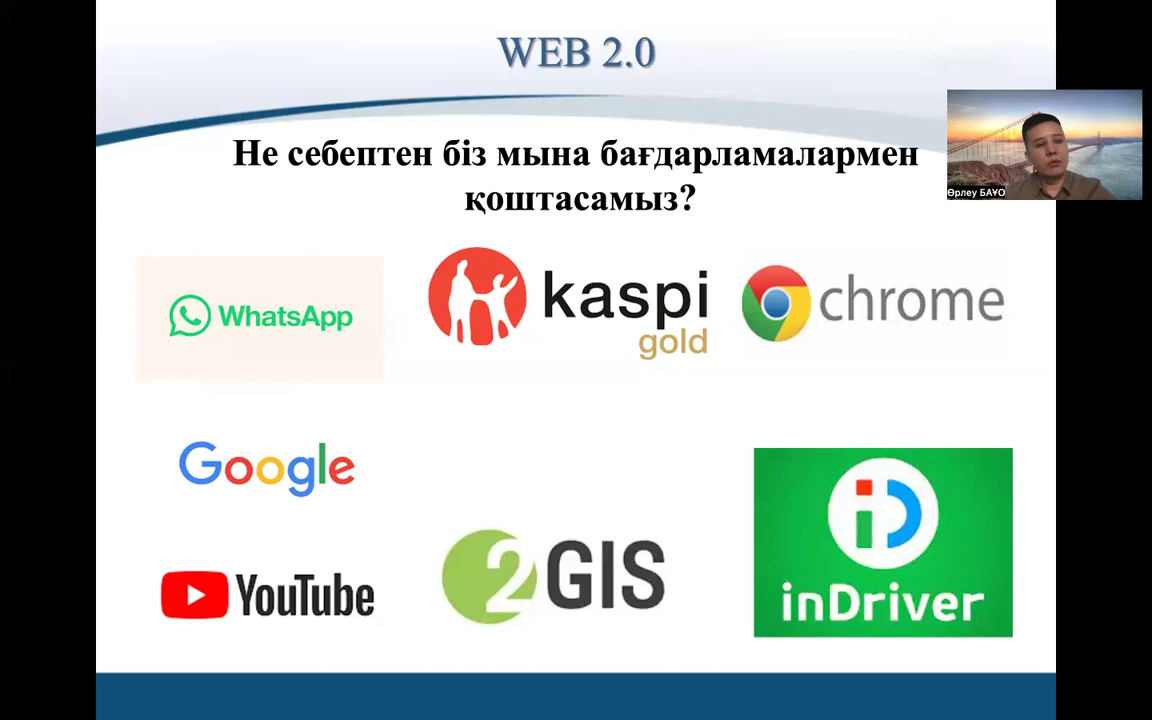 WEB 2.0
Не себептен біз мына бағдарламалармен
қоштасамыз?
Өрлеу БАҰО
WhatsApp
kaspi
gold
chrome
Google
2GIS
iD
inDriver
YouTube